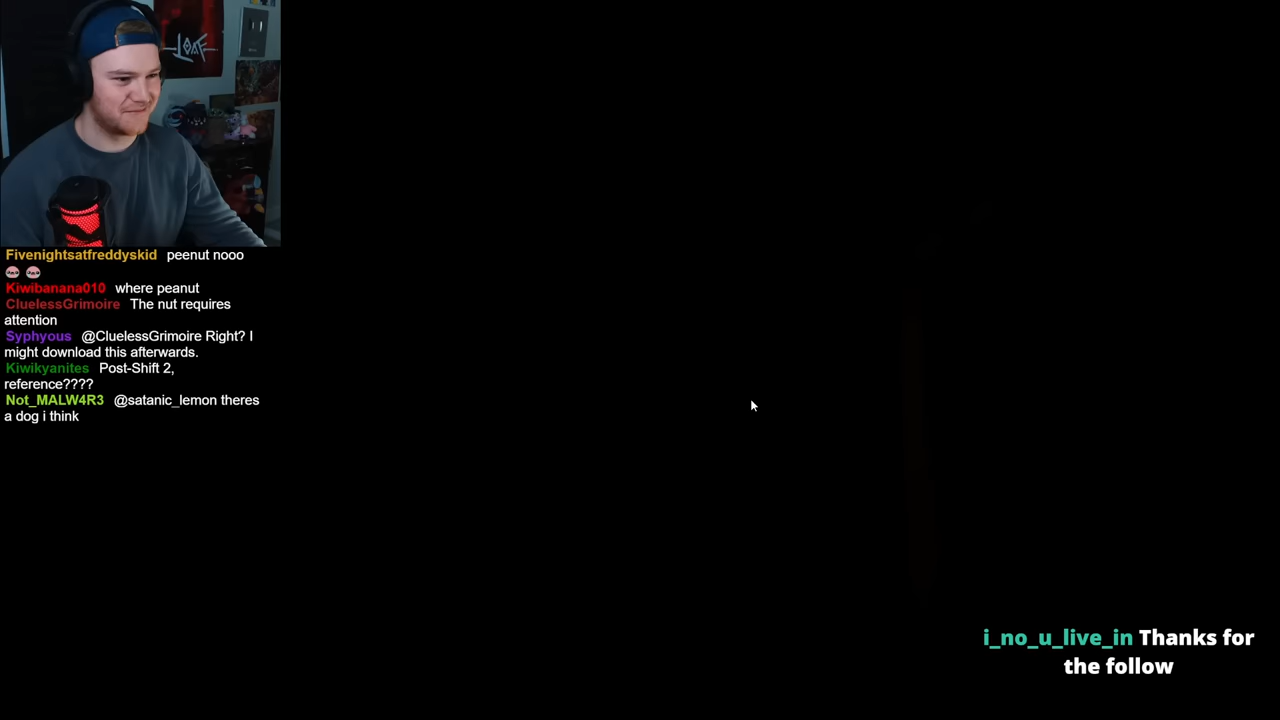 LOAF
Fivenightsatfreddyskid peenut nooo
Kiwibanana010 where peanut
CluelessGrimoire The nut requires
attention
Syphyous @CluelessGrimoire Right? I
might download this afterwards.
Kiwikyanites Post-Shift 2,
reference????
Not_MALW4R3 @satanic_lemon theres
a dog i think
i_no_u_live_in Thanks for
the follow